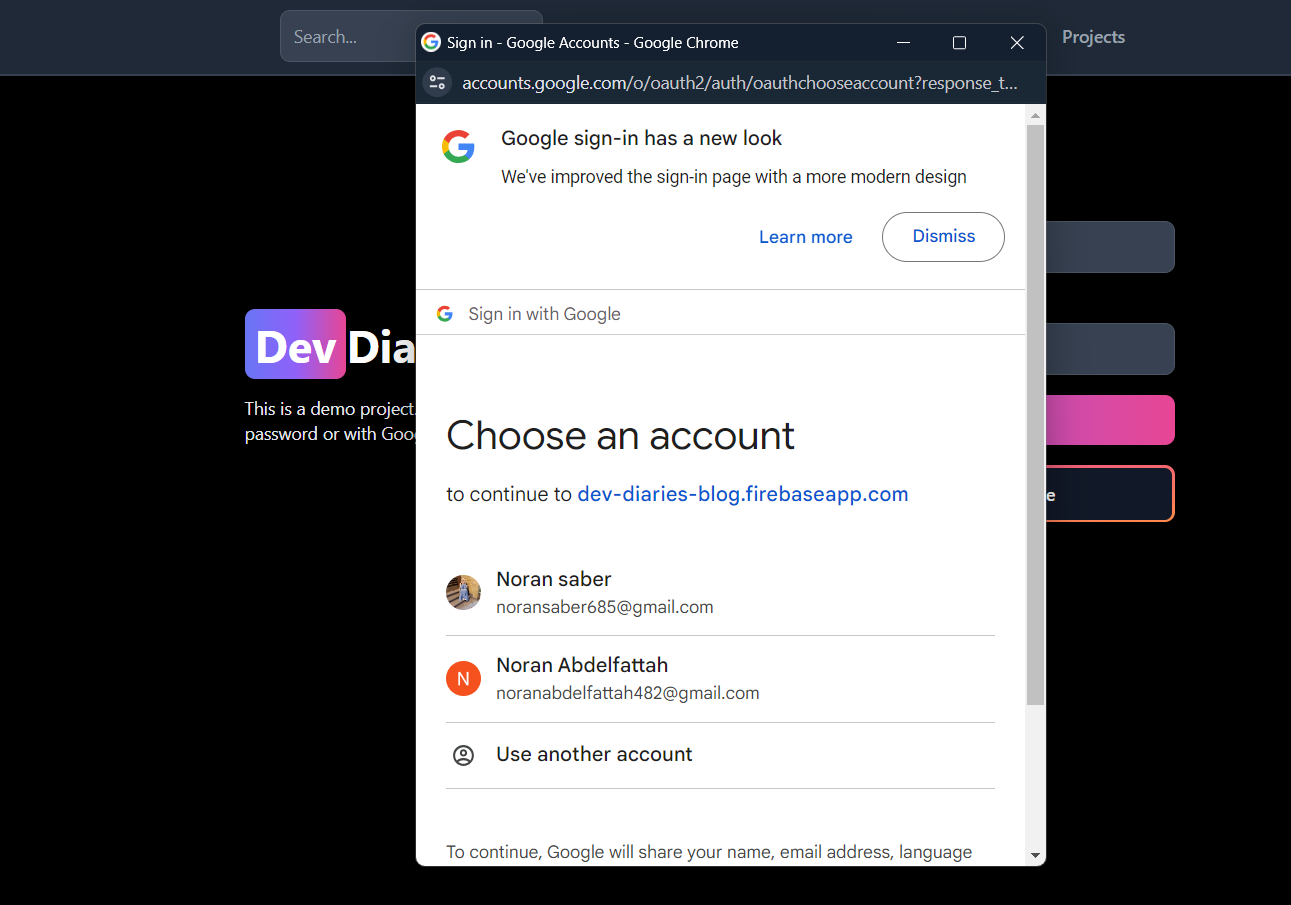 Search...
Projects
Sign in - Google Accounts - Google Chrome
accounts.google.com/o/oauth2/auth/oauthchooseaccount?response_t...
Google sign-in has a new look
We've improved the sign-in page with a more modern design
Learn more
Dismiss
Sign in with Google
Dev Dia
This is a demo project.
password or with Goog
Choose an account
to continue to dev-diaries-blog.firebaseapp.com
e
Noran saber
noransaber685@gmail.com
N
Noran Abdelfattah
noranabdelfattah482@gmail.com
Use another account
To continue, Google will share your name, email address, language